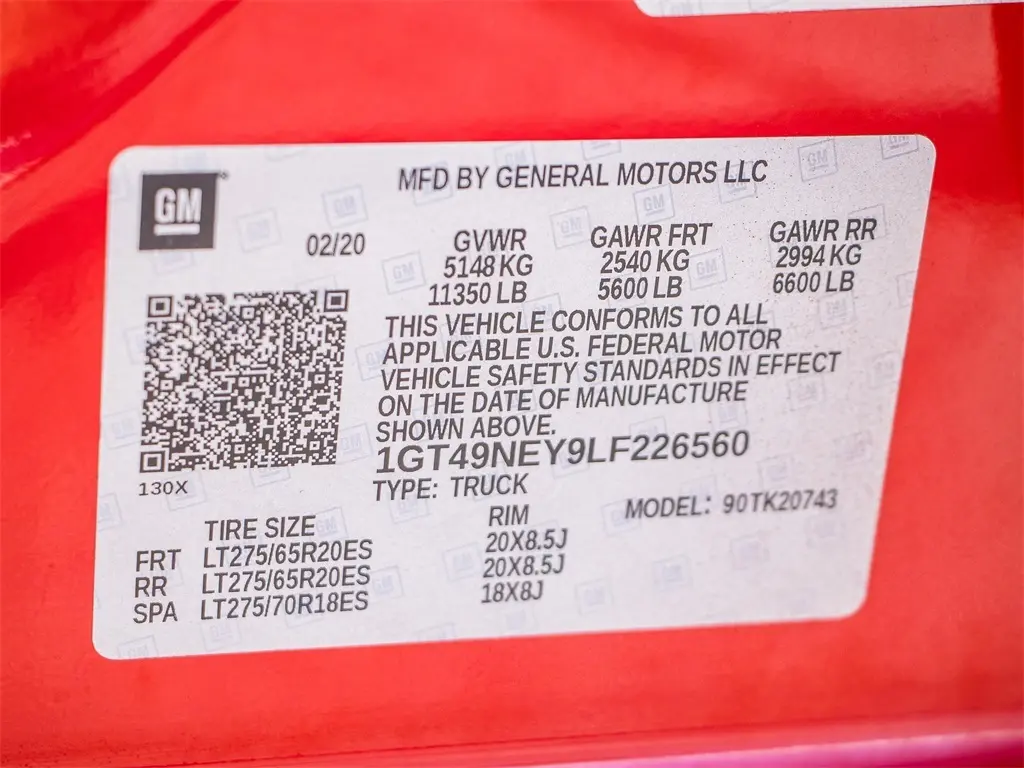 GM
MFD BY GENERAL MOTORS LLC
02/20
GVWR GAWR FRT GAWR RR
5148 KG 2540 KG 2994 KG
11350 LB 5600 LB 6600 LB
THIS VEHICLE CONFORMS TO ALL
APPLICABLE U.S. FEDERAL MOTOR
VEHICLE SAFETY STANDARDS IN EFFECT
ON THE DATE OF MANUFACTURE
SHOWN ABOVE.
1GT49NEY9LF226560
130X
TYPE: TRUCK
MODEL: 90TK20743
TIRE SIZE RIM
FRT LT275/65R20ES 20X8.5J
RR LT275/65R20ES 20X8.5J
SPA LT275/70R18ES 18X8J